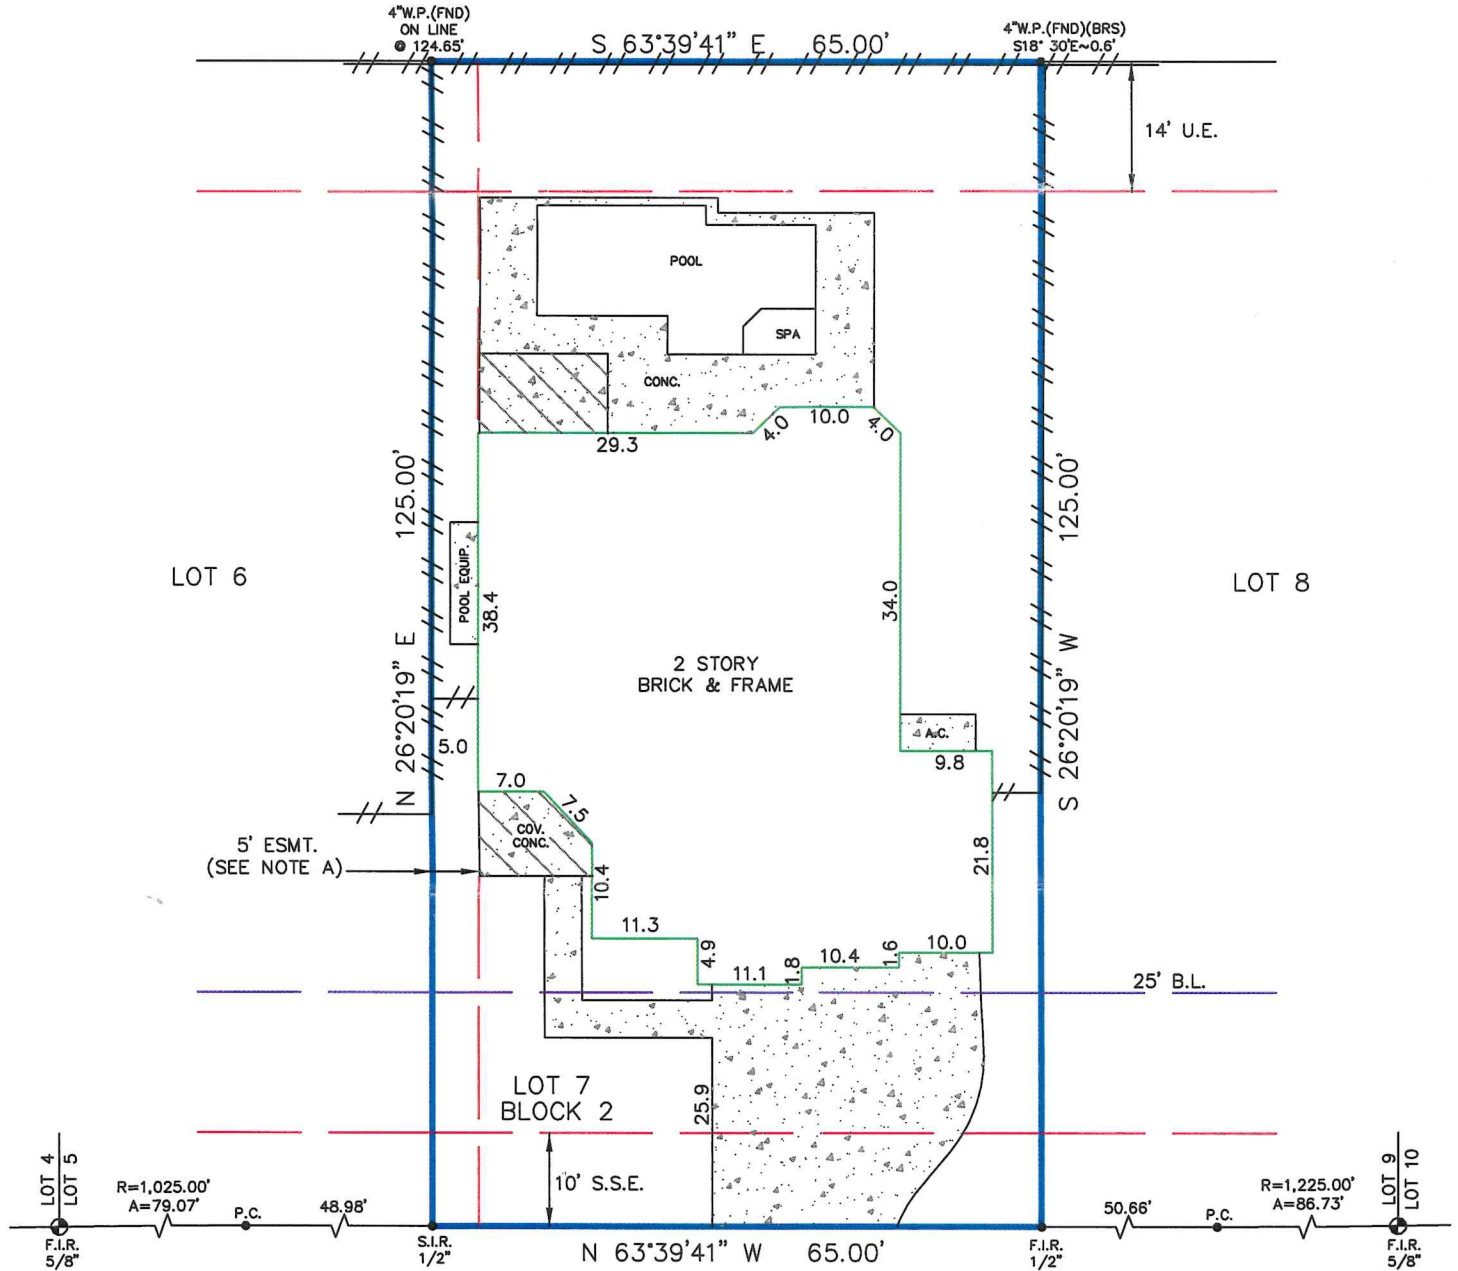 4"W.P.(FND)
ON LINE
@ 124.65'
S 63°39'41" E 65.00'
4"W.P.(FND)(BRS)
S18° 30'E~0.6'
14' U.E.
POOL
SPA
CONC.
29.3
4.0
10.0
4.0
N 26°20'19" E 125.00'
S 26°20'19" W 125.00'
LOT 6
LOT 8
POOL EQUIP.
38.4
34.0
2 STORY
BRICK & FRAME
A.C.
9.8
5.0
7.0
7.5
COV.
CONC.
5' ESMT.
(SEE NOTE A)
10.4
21.8
11.3
4.9
11.1
1.8
10.4
1.6
10.0
25' B.L.
LOT 7
BLOCK 2
25.9
10' S.S.E.
LOT 4
LOT 5
R=1,025.00'
A=79.07'
P.C.
48.98'
F.I.R.
5/8"
S.I.R.
1/2"
N 63°39'41" W 65.00'
F.I.R.
1/2"
50.66'
P.C.
R=1,225.00'
A=86.73'
LOT 9
LOT 10
F.I.R.
5/8"